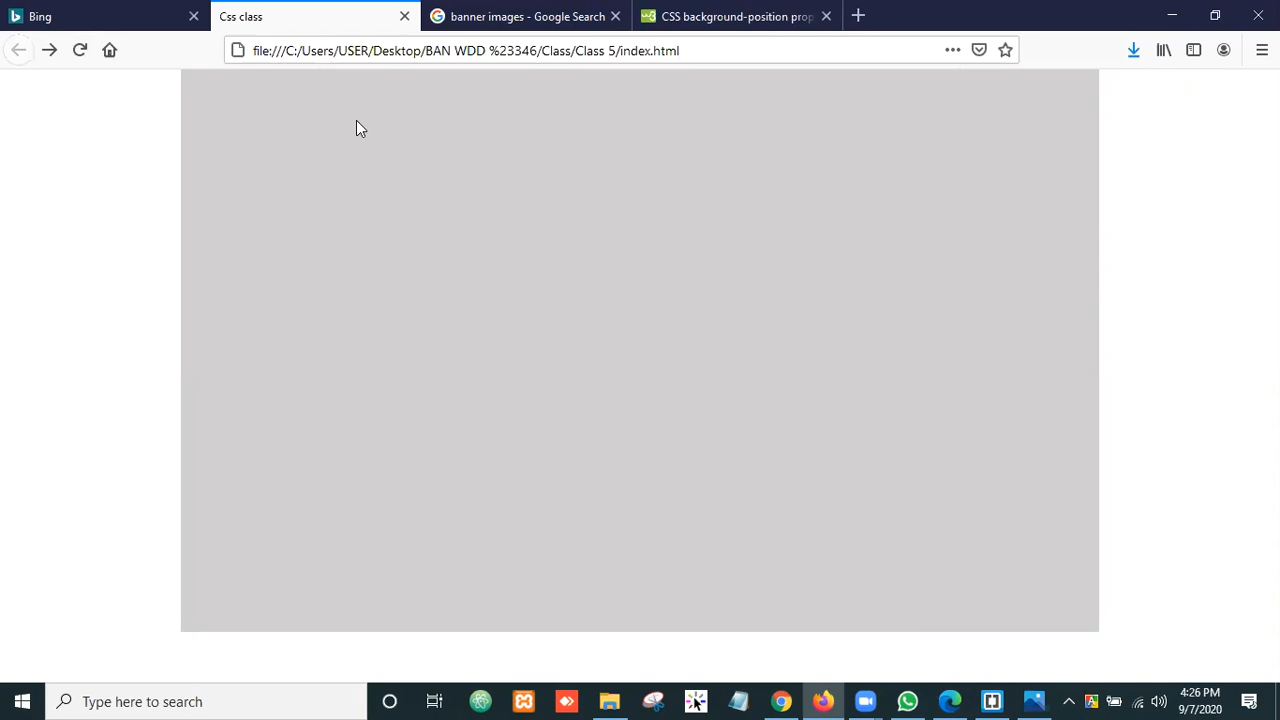 Bing
Css class
banner images - Google Search
CSS background-position prop
file:///C:/Users/USER/Desktop/BAN WDD %23346/Class/Class 5/index.html
Type here to search
4:26 PM
9/7/2020